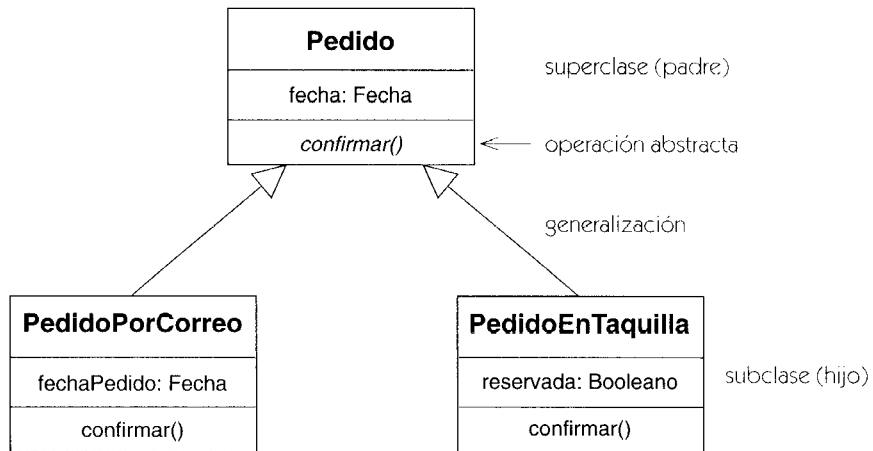 Pedido
superclase (padre)
fecha: Fecha
confirmar()
operación abstracta
generalización
PedidoPorCorreo
PedidoEnTaquilla
fechaPedido: Fecha
reservada: Booleano
subclase (hijo)
confirmar()
confirmar()